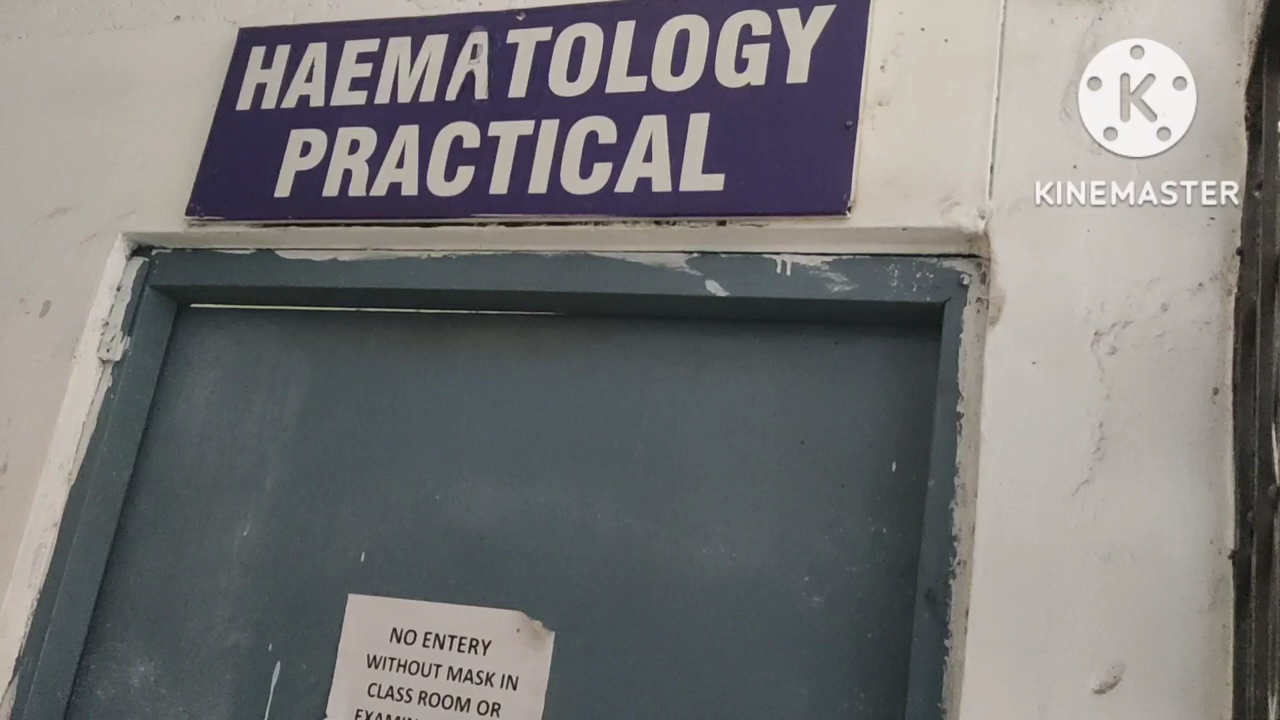 HAEMATOLOGY
PRACTICAL
K
KINEMASTER
NO ENTERY
WITHOUT MASK IN
CLASS ROOM OR